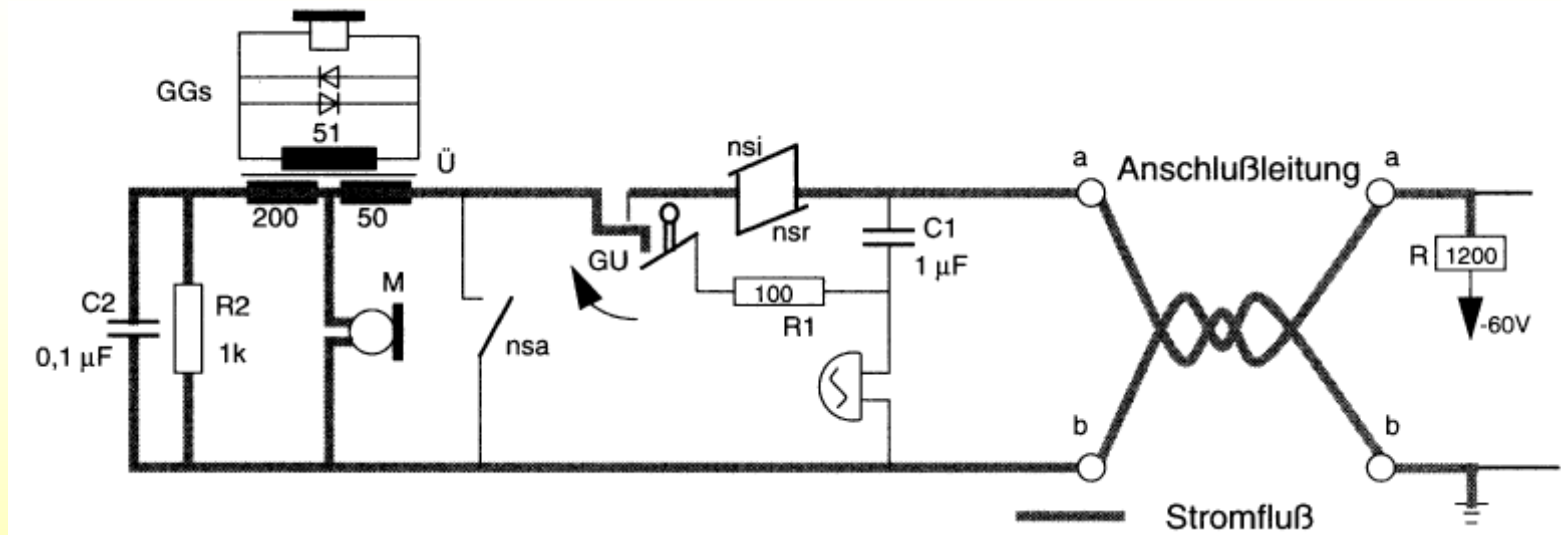 GGs
51
Ü
200
50
nsi
nsr
a
Anschlußleitung
a
C1
1 µF
R
1200
-60V
GU
100
R1
M
C2
0,1 µF
R2
1k
nsa
b
b
Stromfluß